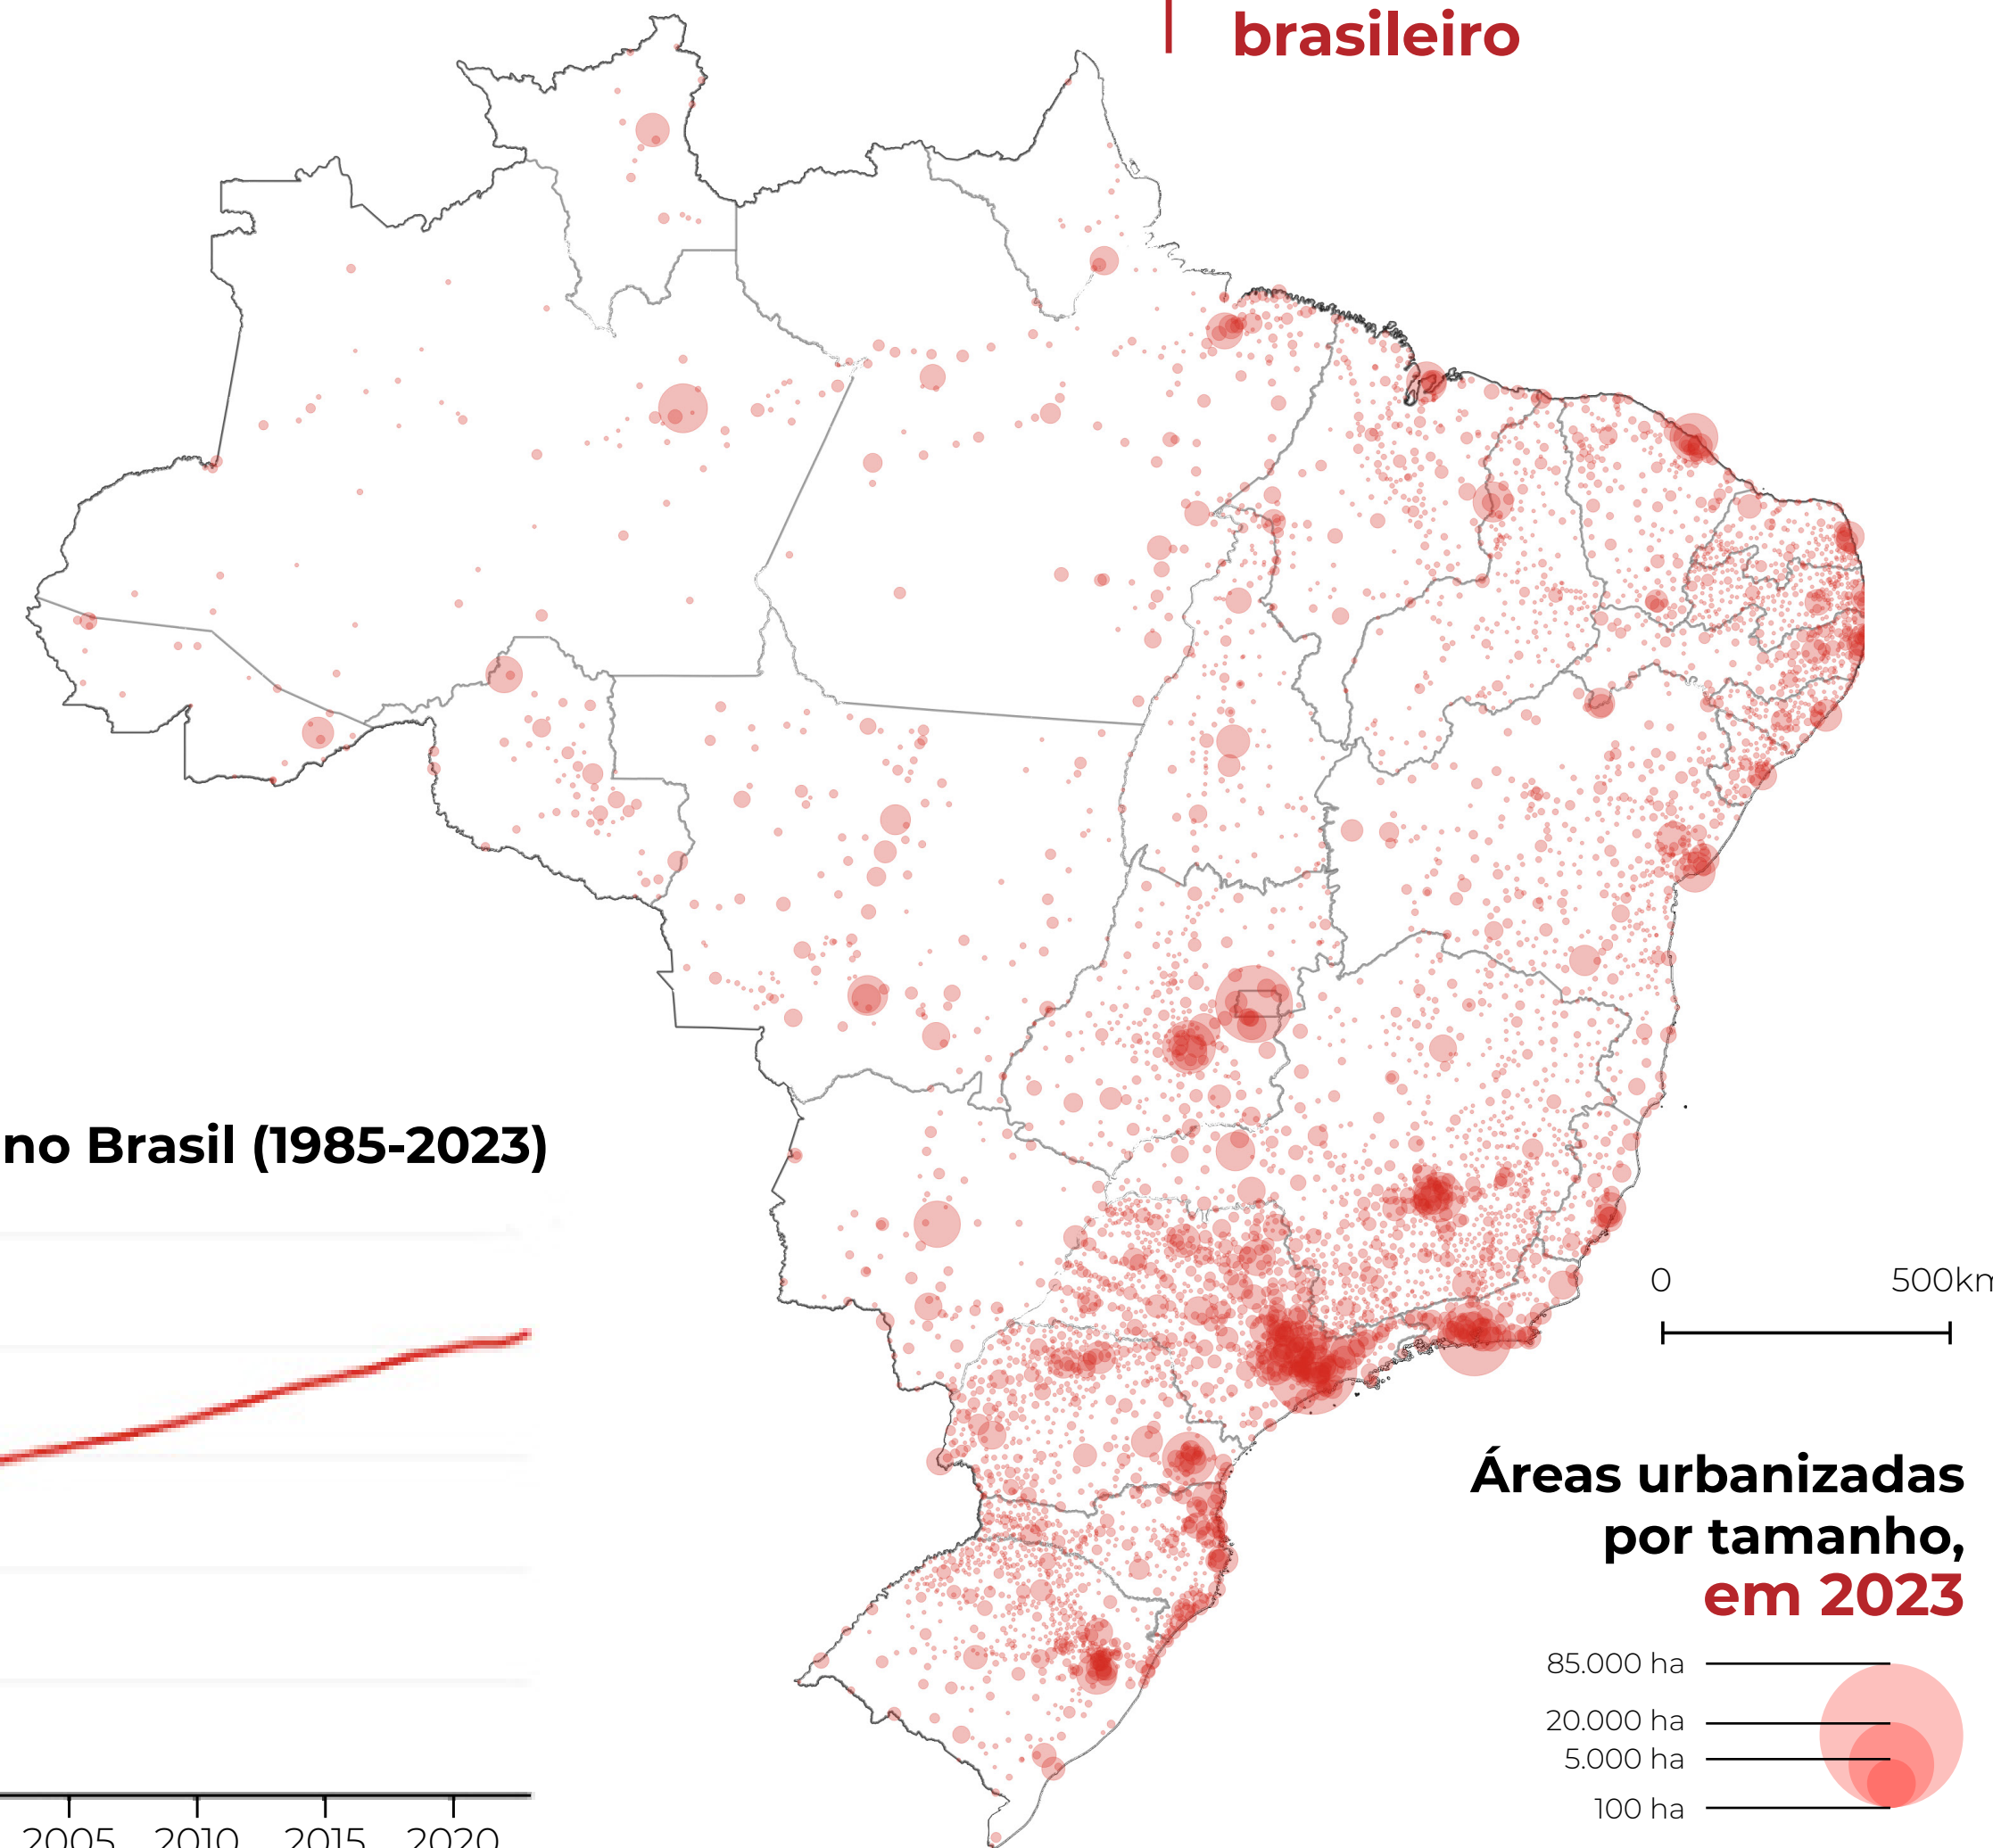 brasileiro
no Brasil (1985-2023)
2005 2010 2015 2020
0 500km
Áreas urbanizadas
por tamanho,
em 2023
85.000 ha
20.000 ha
5.000 ha
100 ha